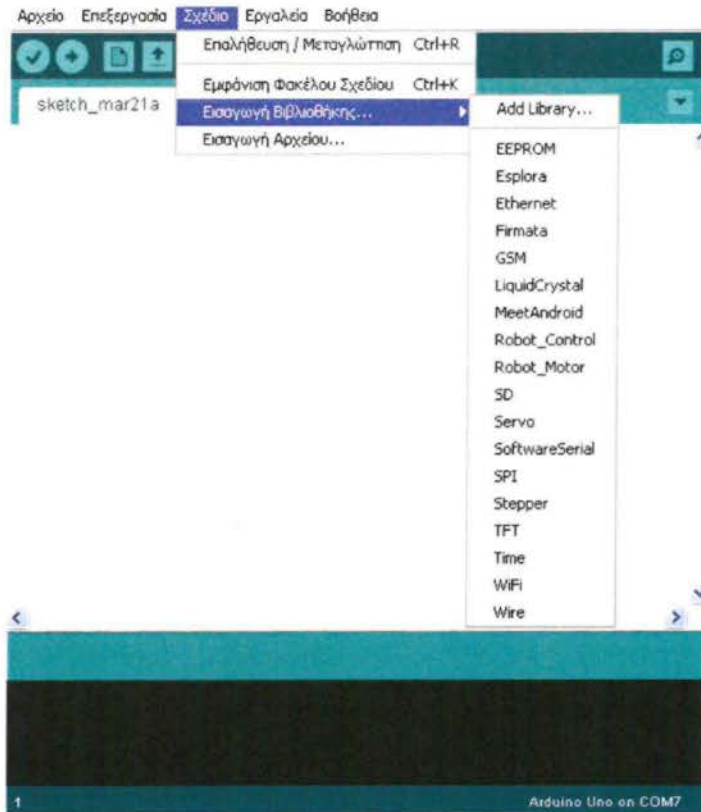 Αρχείο Επεξεργασία Σχέδιο Εργαλεία Βοήθεια
Επαλήθευση / Μεταγλώττιση Ctrl+R
Εμφάνιση Φακέλου Σχεδίου Ctrl+K
sketch_mar21a
Εισαγωγή Βιβλιοθήκης...
Εισαγωγή Αρχείου...
Add Library...
EEPROM
Esplora
Ethernet
Firmata
GSM
LiquidCrystal
MeetAndroid
Robot_Control
Robot_Motor
SD
Servo
SoftwareSerial
SPI
Stepper
TFT
Time
WiFi
Wire
1 Arduino Uno on COM7